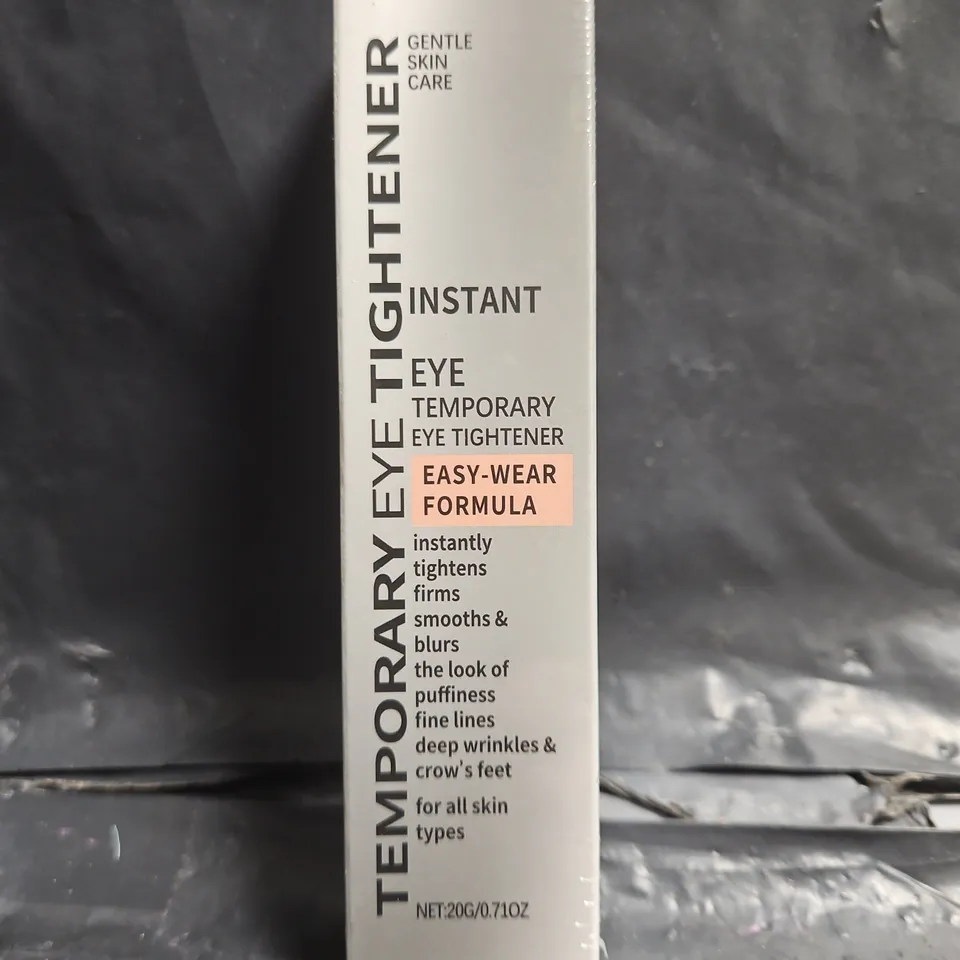 TEMPORARY EYE TIGHTENER
GENTLE
SKIN
CARE
INSTANT
EYE
TEMPORARY
EYE TIGHTENER
EASY-WEAR
FORMULA
instantly
tightens
firms
smooths &
blurs
the look of
puffiness
fine lines
deep wrinkles &
crow's feet
for all skin
types
NET:20G/0.71OZ